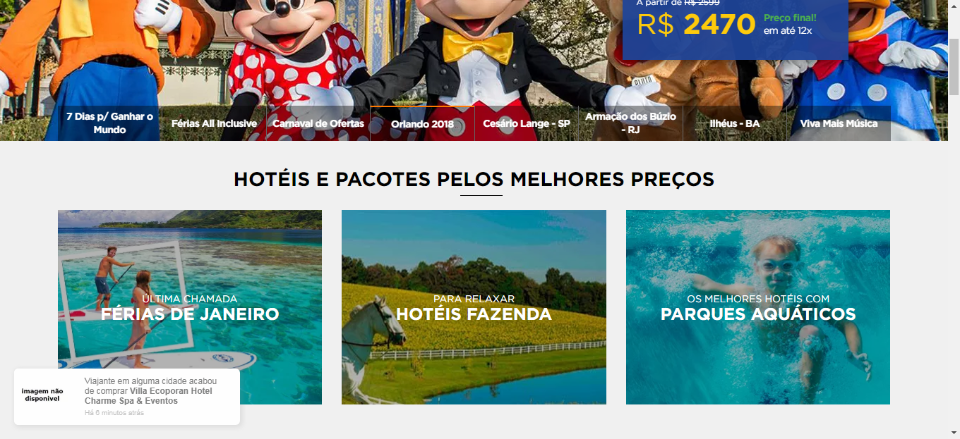 A partir de R$ 2599
R$ 2470
Preço final!
em até 12x
7 Dias p/ Ganhar o
Mundo
Férias All Inclusive
Carnaval de Ofertas
Orlando 2018
Cesário Lange - SP
Armação dos Búzio
- RJ
Ilhéus - BA
Viva Mais Música
HOTÉIS E PACOTES PELOS MELHORES PREÇOS
ÚLTIMA CHAMADA
FÉRIAS DE JANEIRO
PARA RELAXAR
HOTÉIS FAZENDA
OS MELHORES HOTÉIS COM
PARQUES AQUÁTICOS
Imagem não
disponível
Viajante em alguma cidade acabou
de comprar Villa Ecoporan Hotel
Charme Spa & Eventos
Há 6 minutos atrás